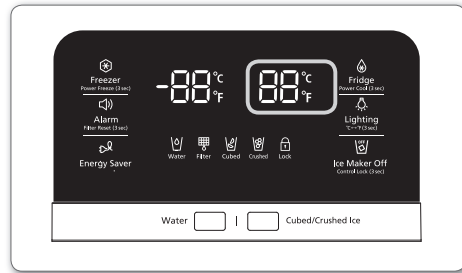 Freezer
Power Freeze (3 sec)
Alarm
Filter Reset (3 sec)
Energy Saver
-88 °C °F
88 °C °F
Water Filter Cubed Crushed Lock
Fridge
Power Cool (3 sec)
Lighting
°C↔°F (3 sec)
OFF
Ice Maker Off
Control Lock (3 sec)
Water | Cubed/Crushed Ice